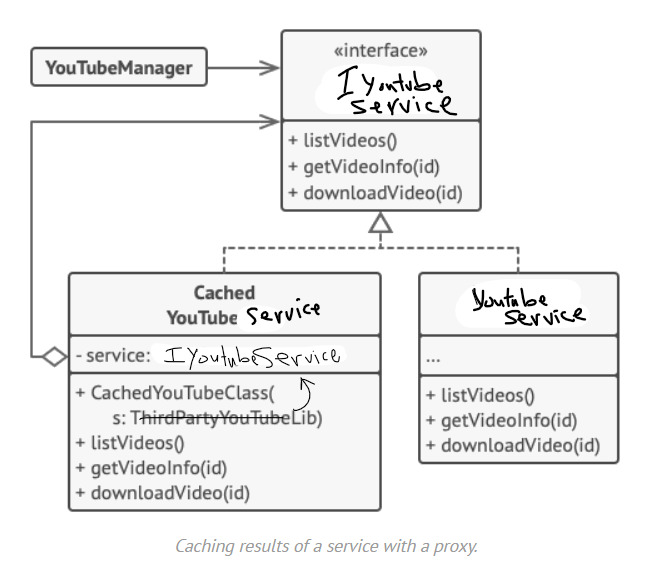 YouTubeManager
«interface»
IYoutube
service
+ listVideos()
+ getVideoInfo(id)
+ downloadVideo(id)
Cached
YouTube Service
- service: IYoutubeService
+ CachedYouTubeClass(
s: ThirdPartyYouTubeLib)
+ listVideos()
+ getVideoInfo(id)
+ downloadVideo(id)
Youtube
service
...
+ listVideos()
+ getVideoInfo(id)
+ downloadVideo(id)
Caching results of a service with a proxy.